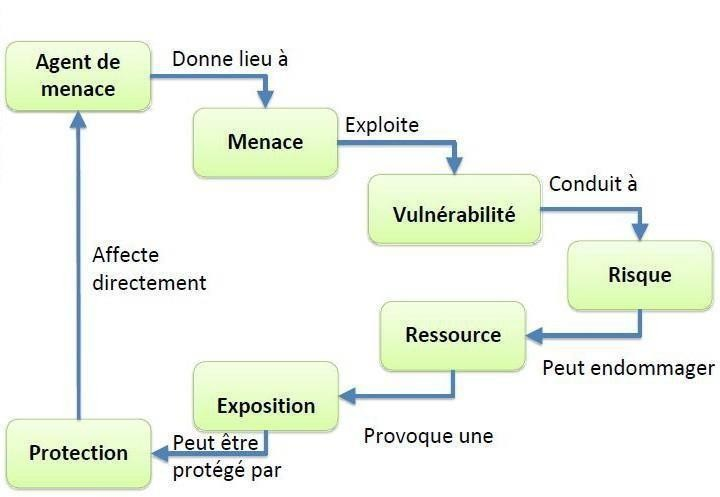 Agent de
menace
Donne lieu à
Menace
Exploite
Vulnérabilité
Conduit à
Risque
Peut endommager
Ressource
Provoque une
Exposition
Peut être
protégé par
Protection
Affecte
directement